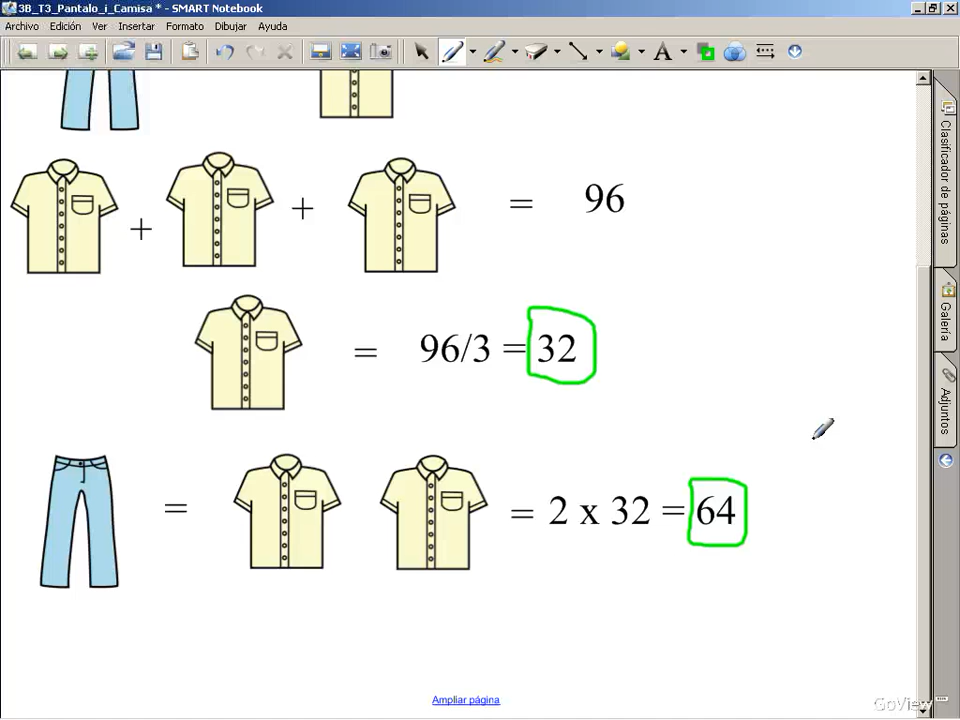 3B_T3_Pantalo_i_Camisa * - SMART Notebook
Archivo Edición Ver Insertar Formato Dibujar Ayuda
+ + = 96
= 96/3 = 32
= = 2 x 32 = 64
Ampliar página
Clasificador de páginas
Galería
Adjuntos
GoView